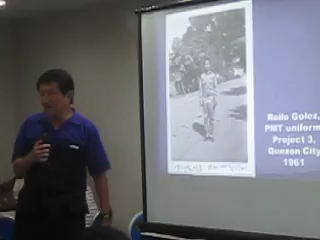 Roilo Golez,
PMT uniform
Project 3,
Quezon City
1961